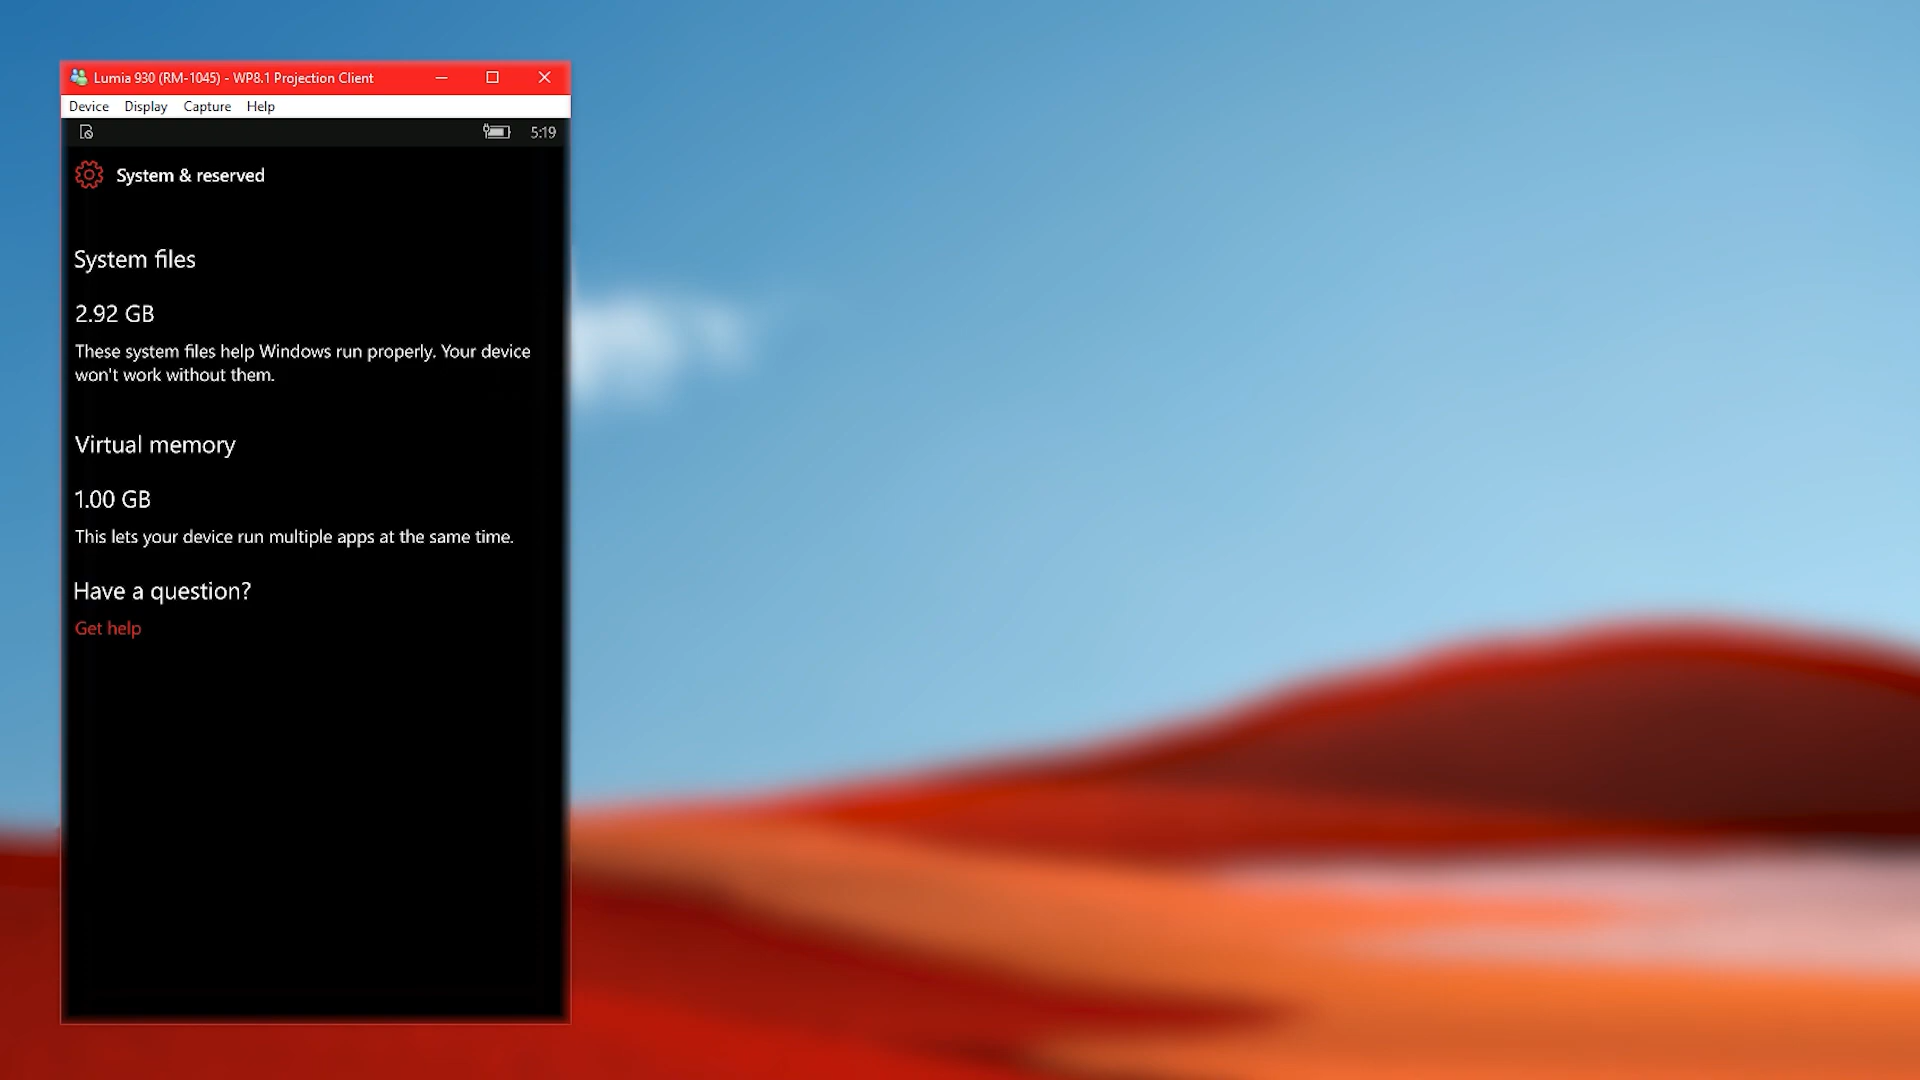 Lumia 930 (RM-1045) - WP8.1 Projection Client
Device Display Capture Help
5:19
System & reserved
System files
2.92 GB
These system files help Windows run properly. Your device
won't work without them.
Virtual memory
1.00 GB
This lets your device run multiple apps at the same time.
Have a question?
Get help